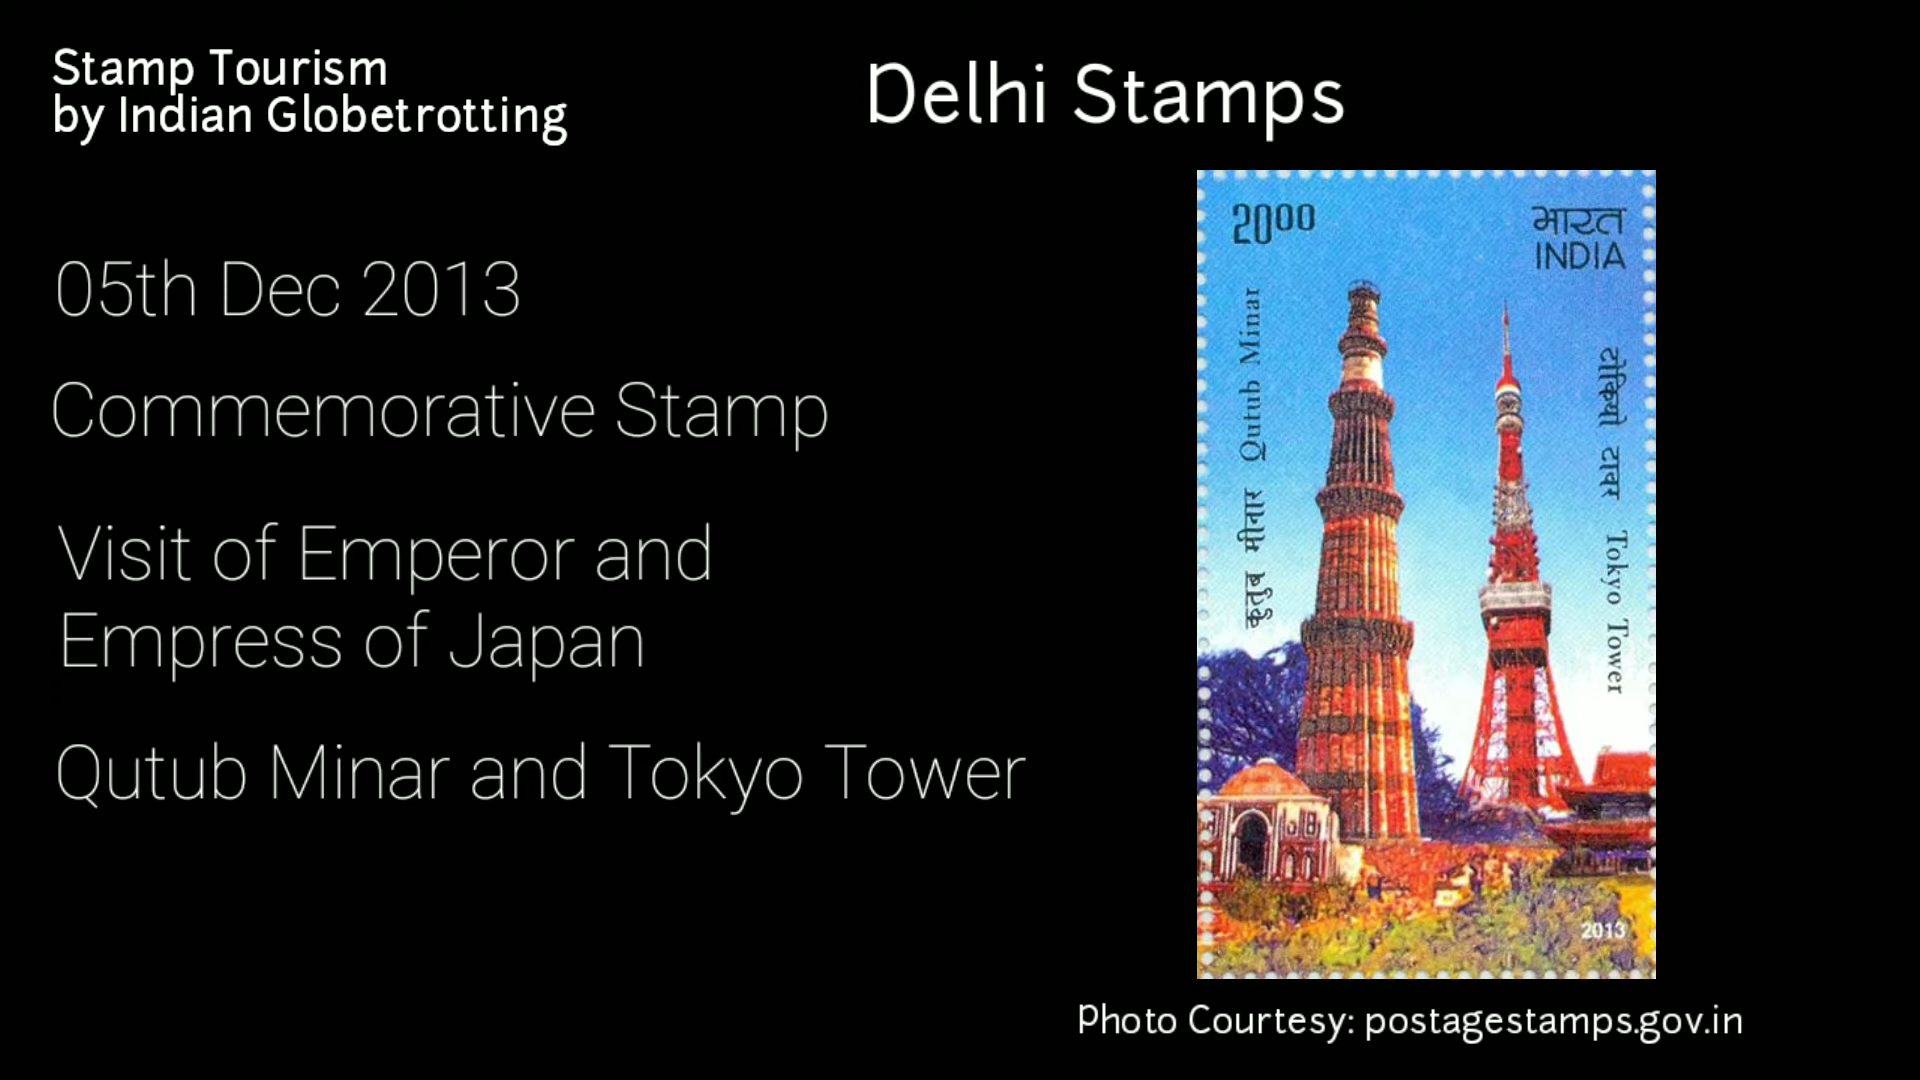 Stamp Tourism
by Indian Globetrotting
Delhi Stamps
05th Dec 2013
Commemorative Stamp
Visit of Emperor and
Empress of Japan
Qutub Minar and Tokyo Tower
2000
भारत
INDIA
कुतुब मीनार Qutub Minar
टोकियो टावर Tokyo Tower
2013
Photo Courtesy: postagestamps.gov.in